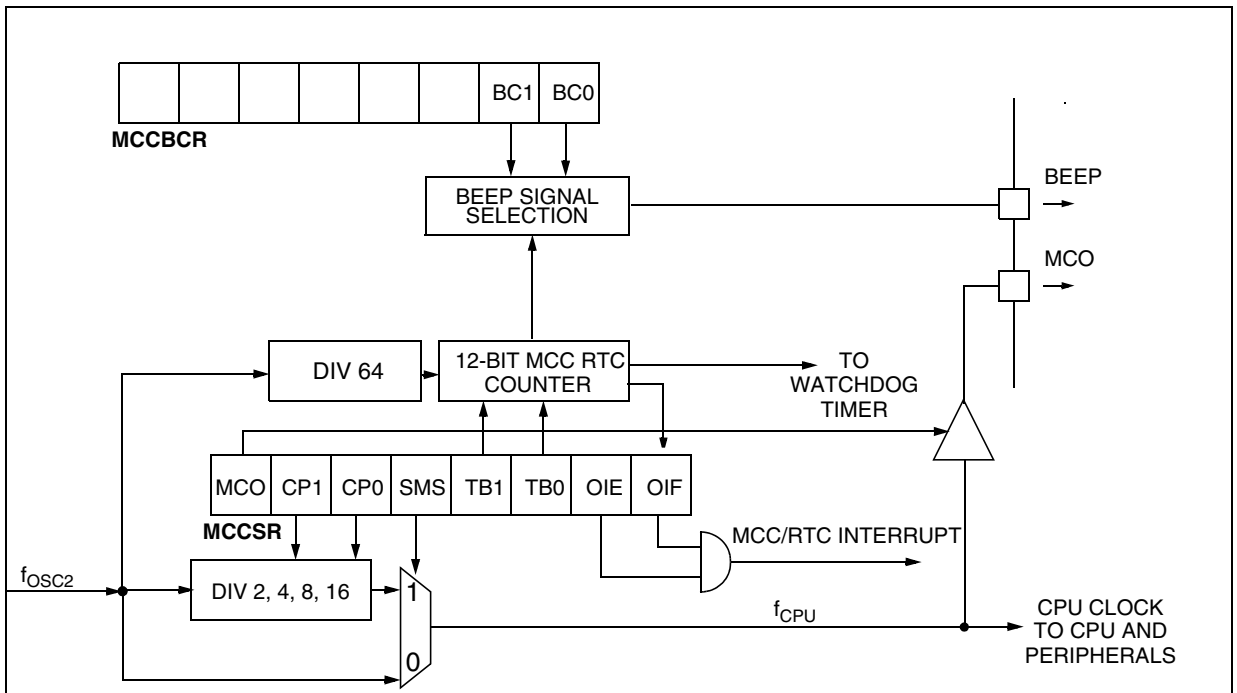 BC1 BC0
MCCBCR
BEEP SIGNAL
SELECTION
BEEP
MCO
DIV 64
12-BIT MCC RTC
COUNTER
TO
WATCHDOG
TIMER
MCO CP1 CP0 SMS TB1 TB0 OIE OIF
MCCSR
MCC/RTC INTERRUPT
fOSC2
DIV 2, 4, 8, 16
1
0
fCPU
CPU CLOCK
TO CPU AND
PERIPHERALS